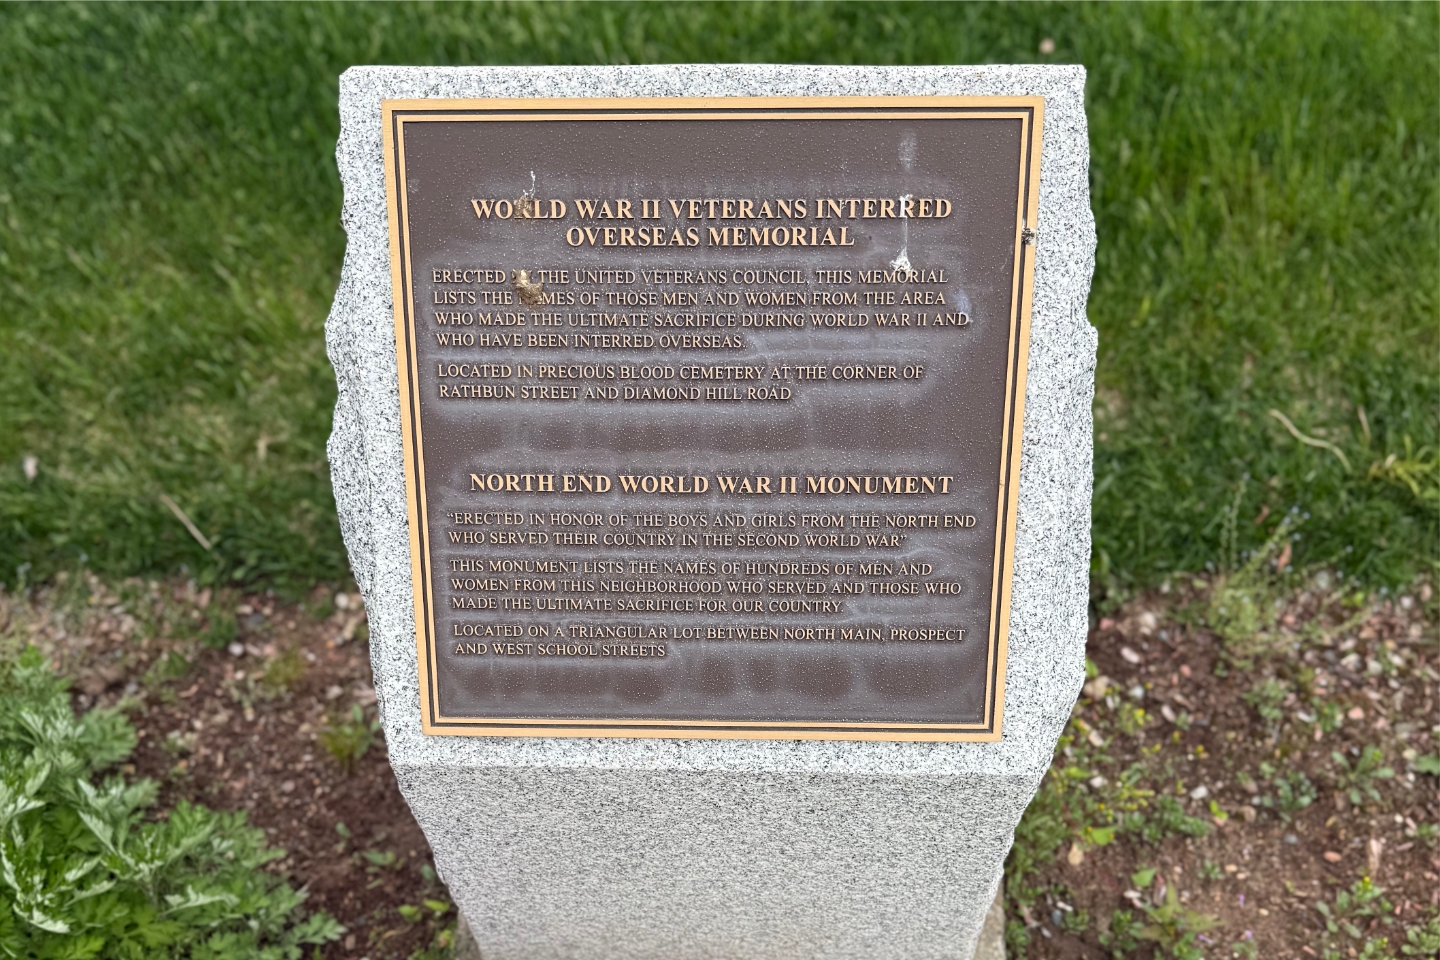 WORLD WAR II VETERANS INTERRED
OVERSEAS MEMORIAL
ERECTED THE UNITED VETERANS COUNCIL, THIS MEMORIAL
LISTS THE NAMES OF THOSE MEN AND WOMEN FROM THE AREA
WHO MADE THE ULTIMATE SACRIFICE DURING WORLD WAR II AND
WHO HAVE BEEN INTERRED OVERSEAS.
LOCATED IN PRECIOUS BLOOD CEMETERY AT THE CORNER OF
RATHBUN STREET AND DIAMOND HILL ROAD
NORTH END WORLD WAR II MONUMENT
"ERECTED IN HONOR OF THE BOYS AND GIRLS FROM THE NORTH END
WHO SERVED THEIR COUNTRY IN THE SECOND WORLD WAR"
THIS MONUMENT LISTS THE NAMES OF HUNDREDS OF MEN AND
WOMEN FROM THIS NEIGHBORHOOD WHO SERVED AND THOSE WHO
MADE THE ULTIMATE SACRIFICE FOR OUR COUNTRY.
LOCATED ON A TRIANGULAR LOT BETWEEN NORTH MAIN, PROSPECT
AND WEST SCHOOL STREETS